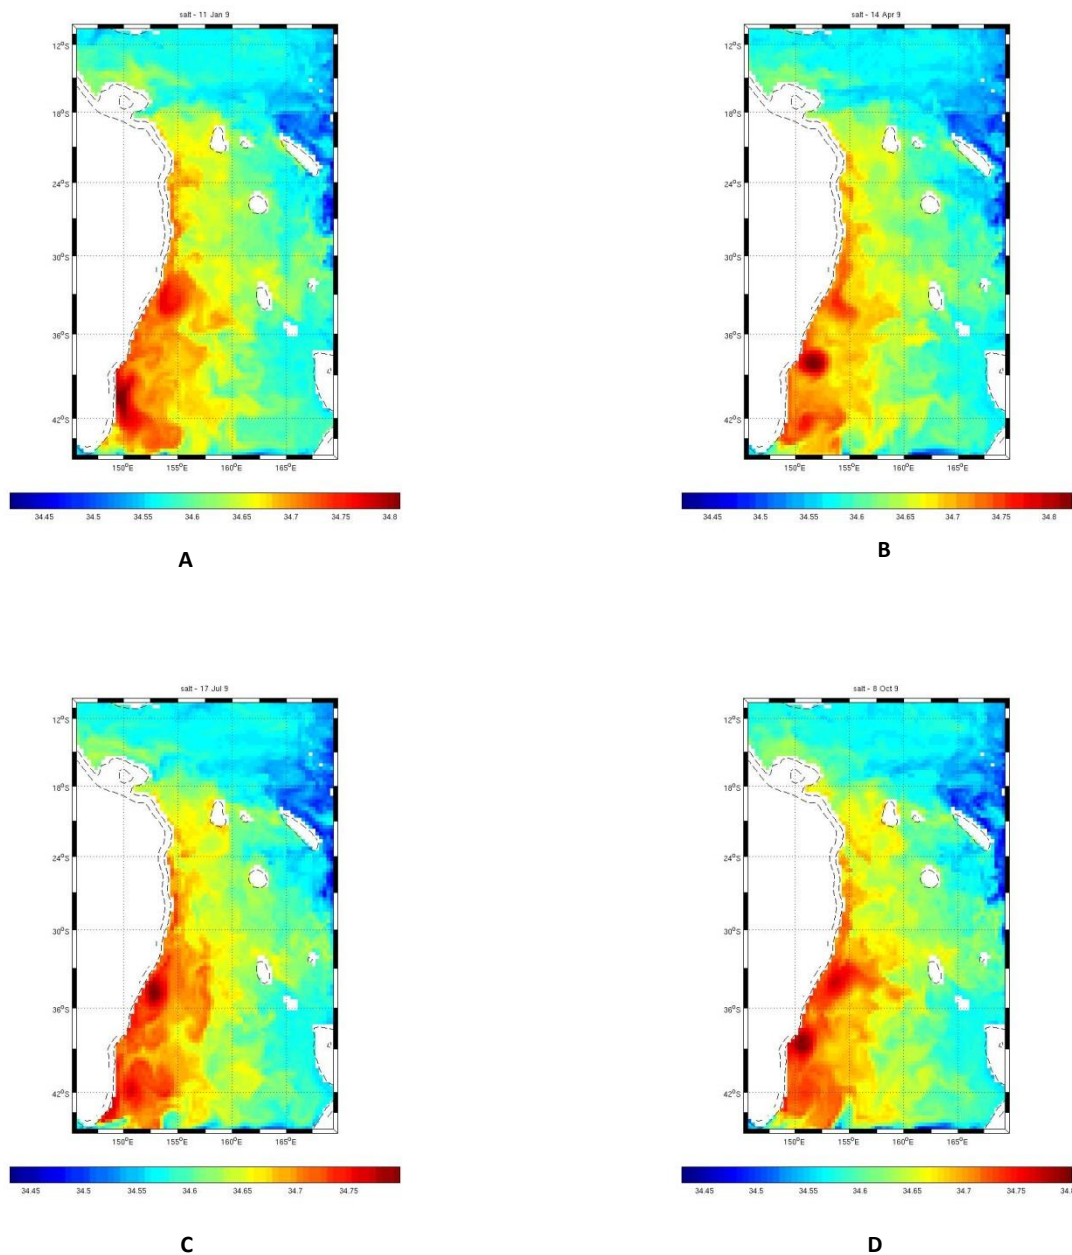 salt - 11 Jan 9
12°S
18°S
24°S
30°S
36°S
42°S
150°E 155°E 160°E 165°E
34.45 34.5 34.55 34.6 34.65 34.7 34.75 34.8
A
salt - 14 Apr 9
12°S
18°S
24°S
30°S
36°S
42°S
150°E 155°E 160°E 165°E
34.45 34.5 34.55 34.6 34.65 34.7 34.75 34.8
B
salt - 17 Jul 9
12°S
18°S
24°S
30°S
36°S
42°S
150°E 155°E 160°E 165°E
34.45 34.5 34.55 34.6 34.65 34.7 34.75
C
salt - 8 Oct 9
12°S
18°S
24°S
30°S
36°S
42°S
150°E 155°E 160°E 165°E
34.45 34.5 34.55 34.6 34.65 34.7 34.75 34.8
D